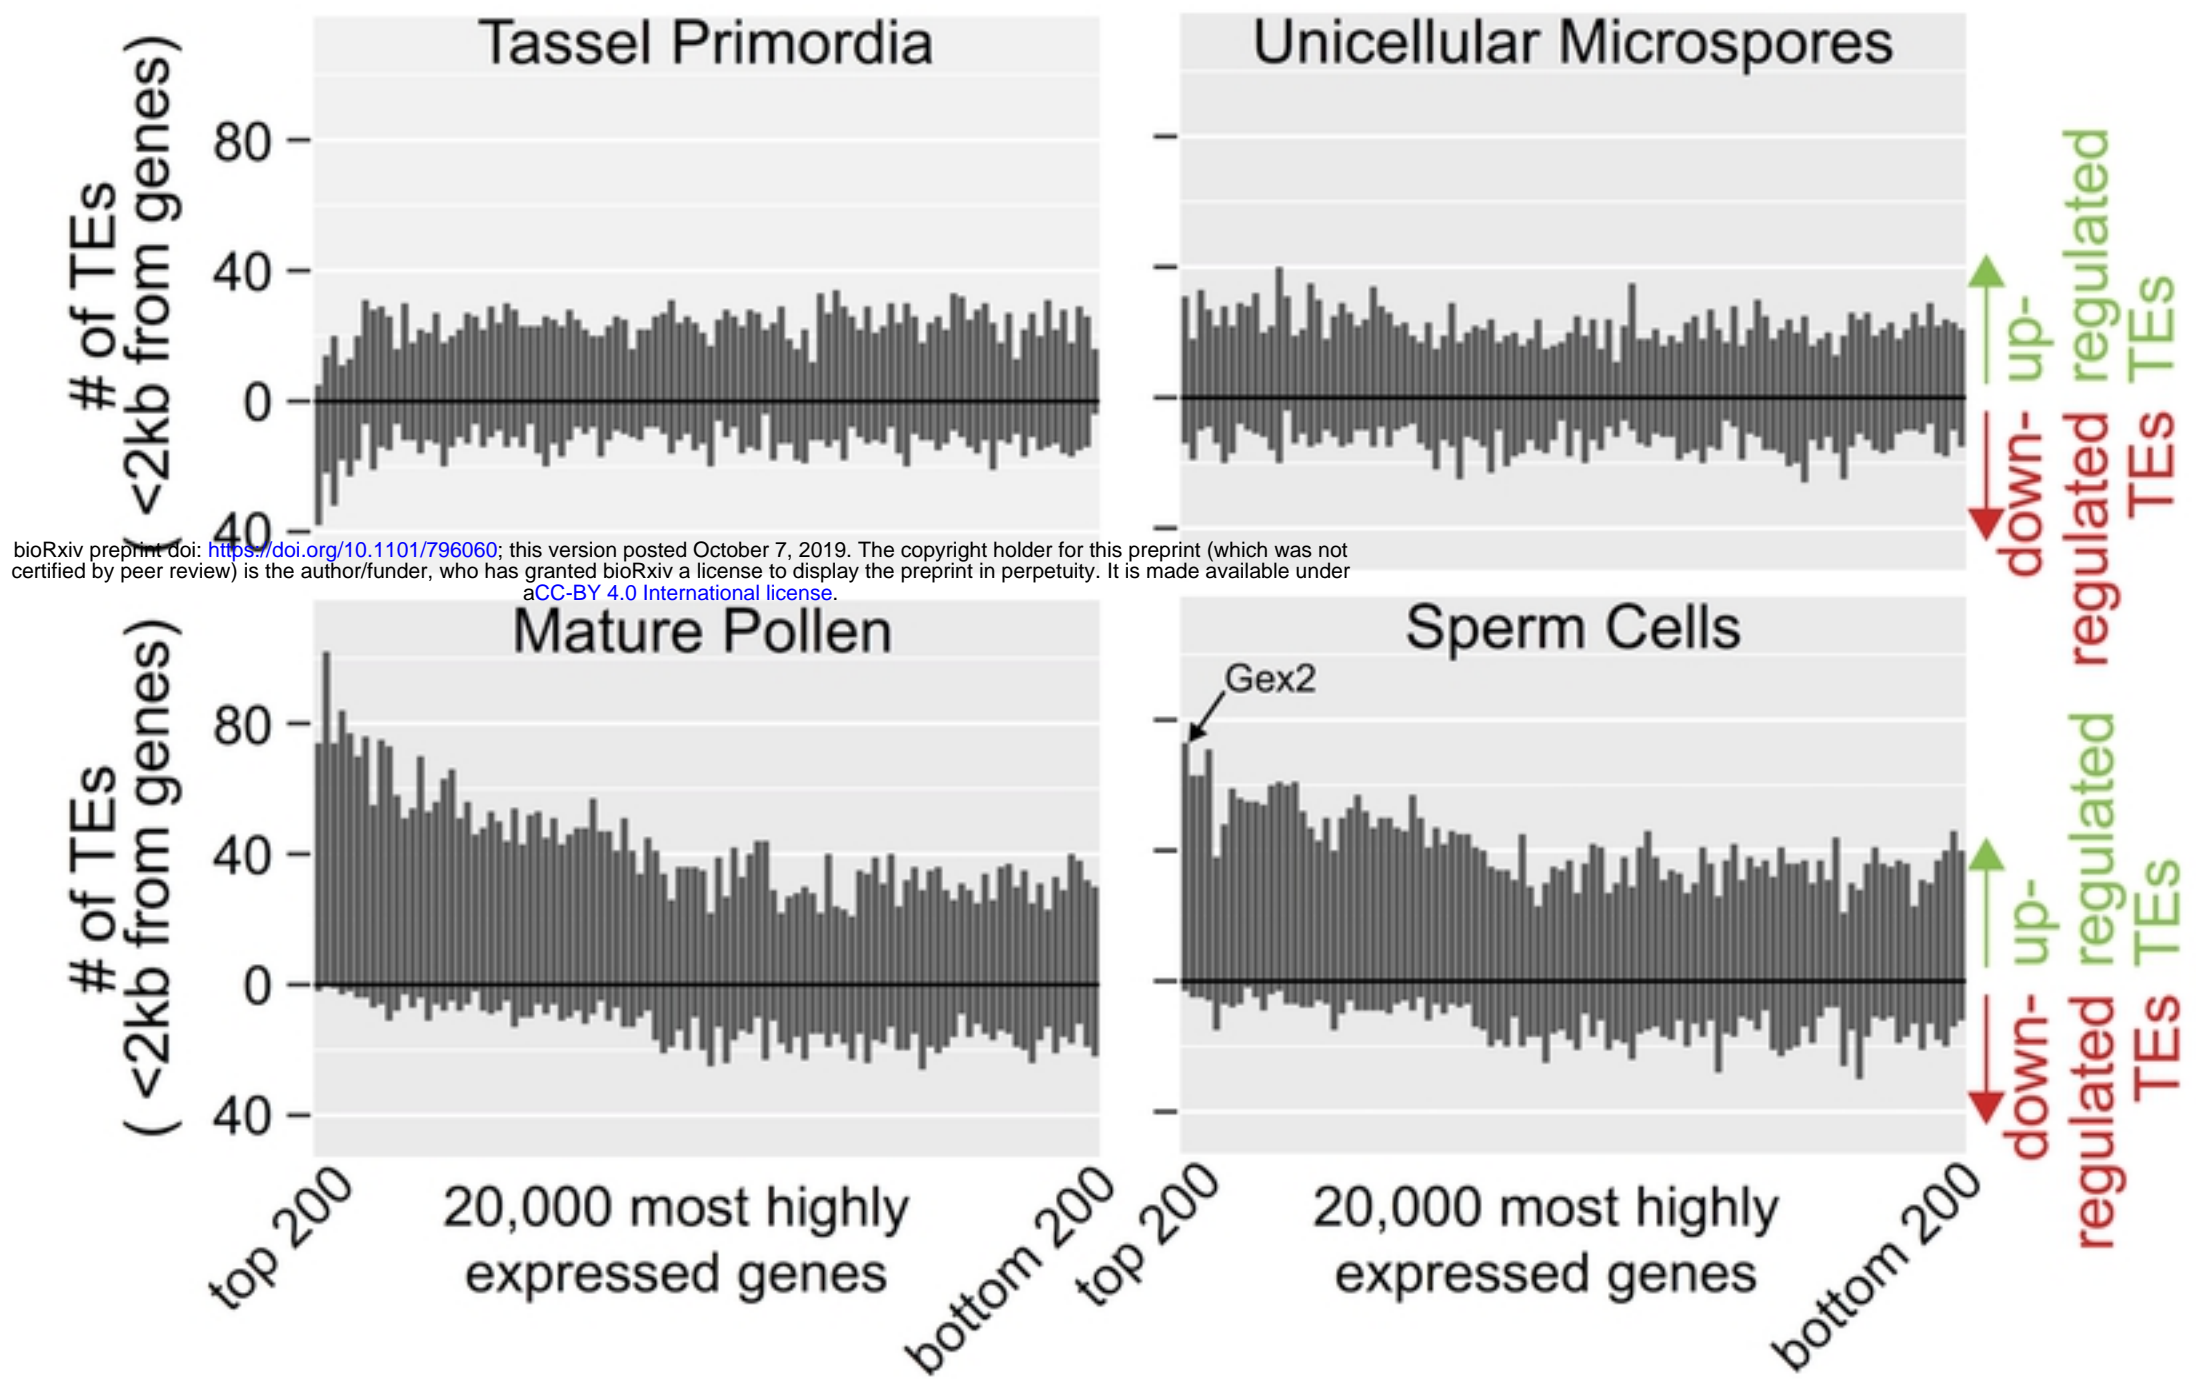 Tassel Primordia
Unicellular Microspores
# of TEs
( <2kb from genes)
80
40
0
40
up-
regulated
TEs
down-
regulated
TEs
bioRxiv preprint doi: https://doi.org/10.1101/796060; this version posted October 7, 2019. The copyright holder for this preprint (which was not
certified by peer review) is the author/funder, who has granted bioRxiv a license to display the preprint in perpetuity. It is made available under
aCC-BY 4.0 International license.
Mature Pollen
Sperm Cells
Gex2
# of TEs
( <2kb from genes)
80
40
0
40
up-
regulated
TEs
down-
regulated
TEs
top 200
20,000 most highly
expressed genes
bottom 200
top 200
20,000 most highly
expressed genes
bottom 200